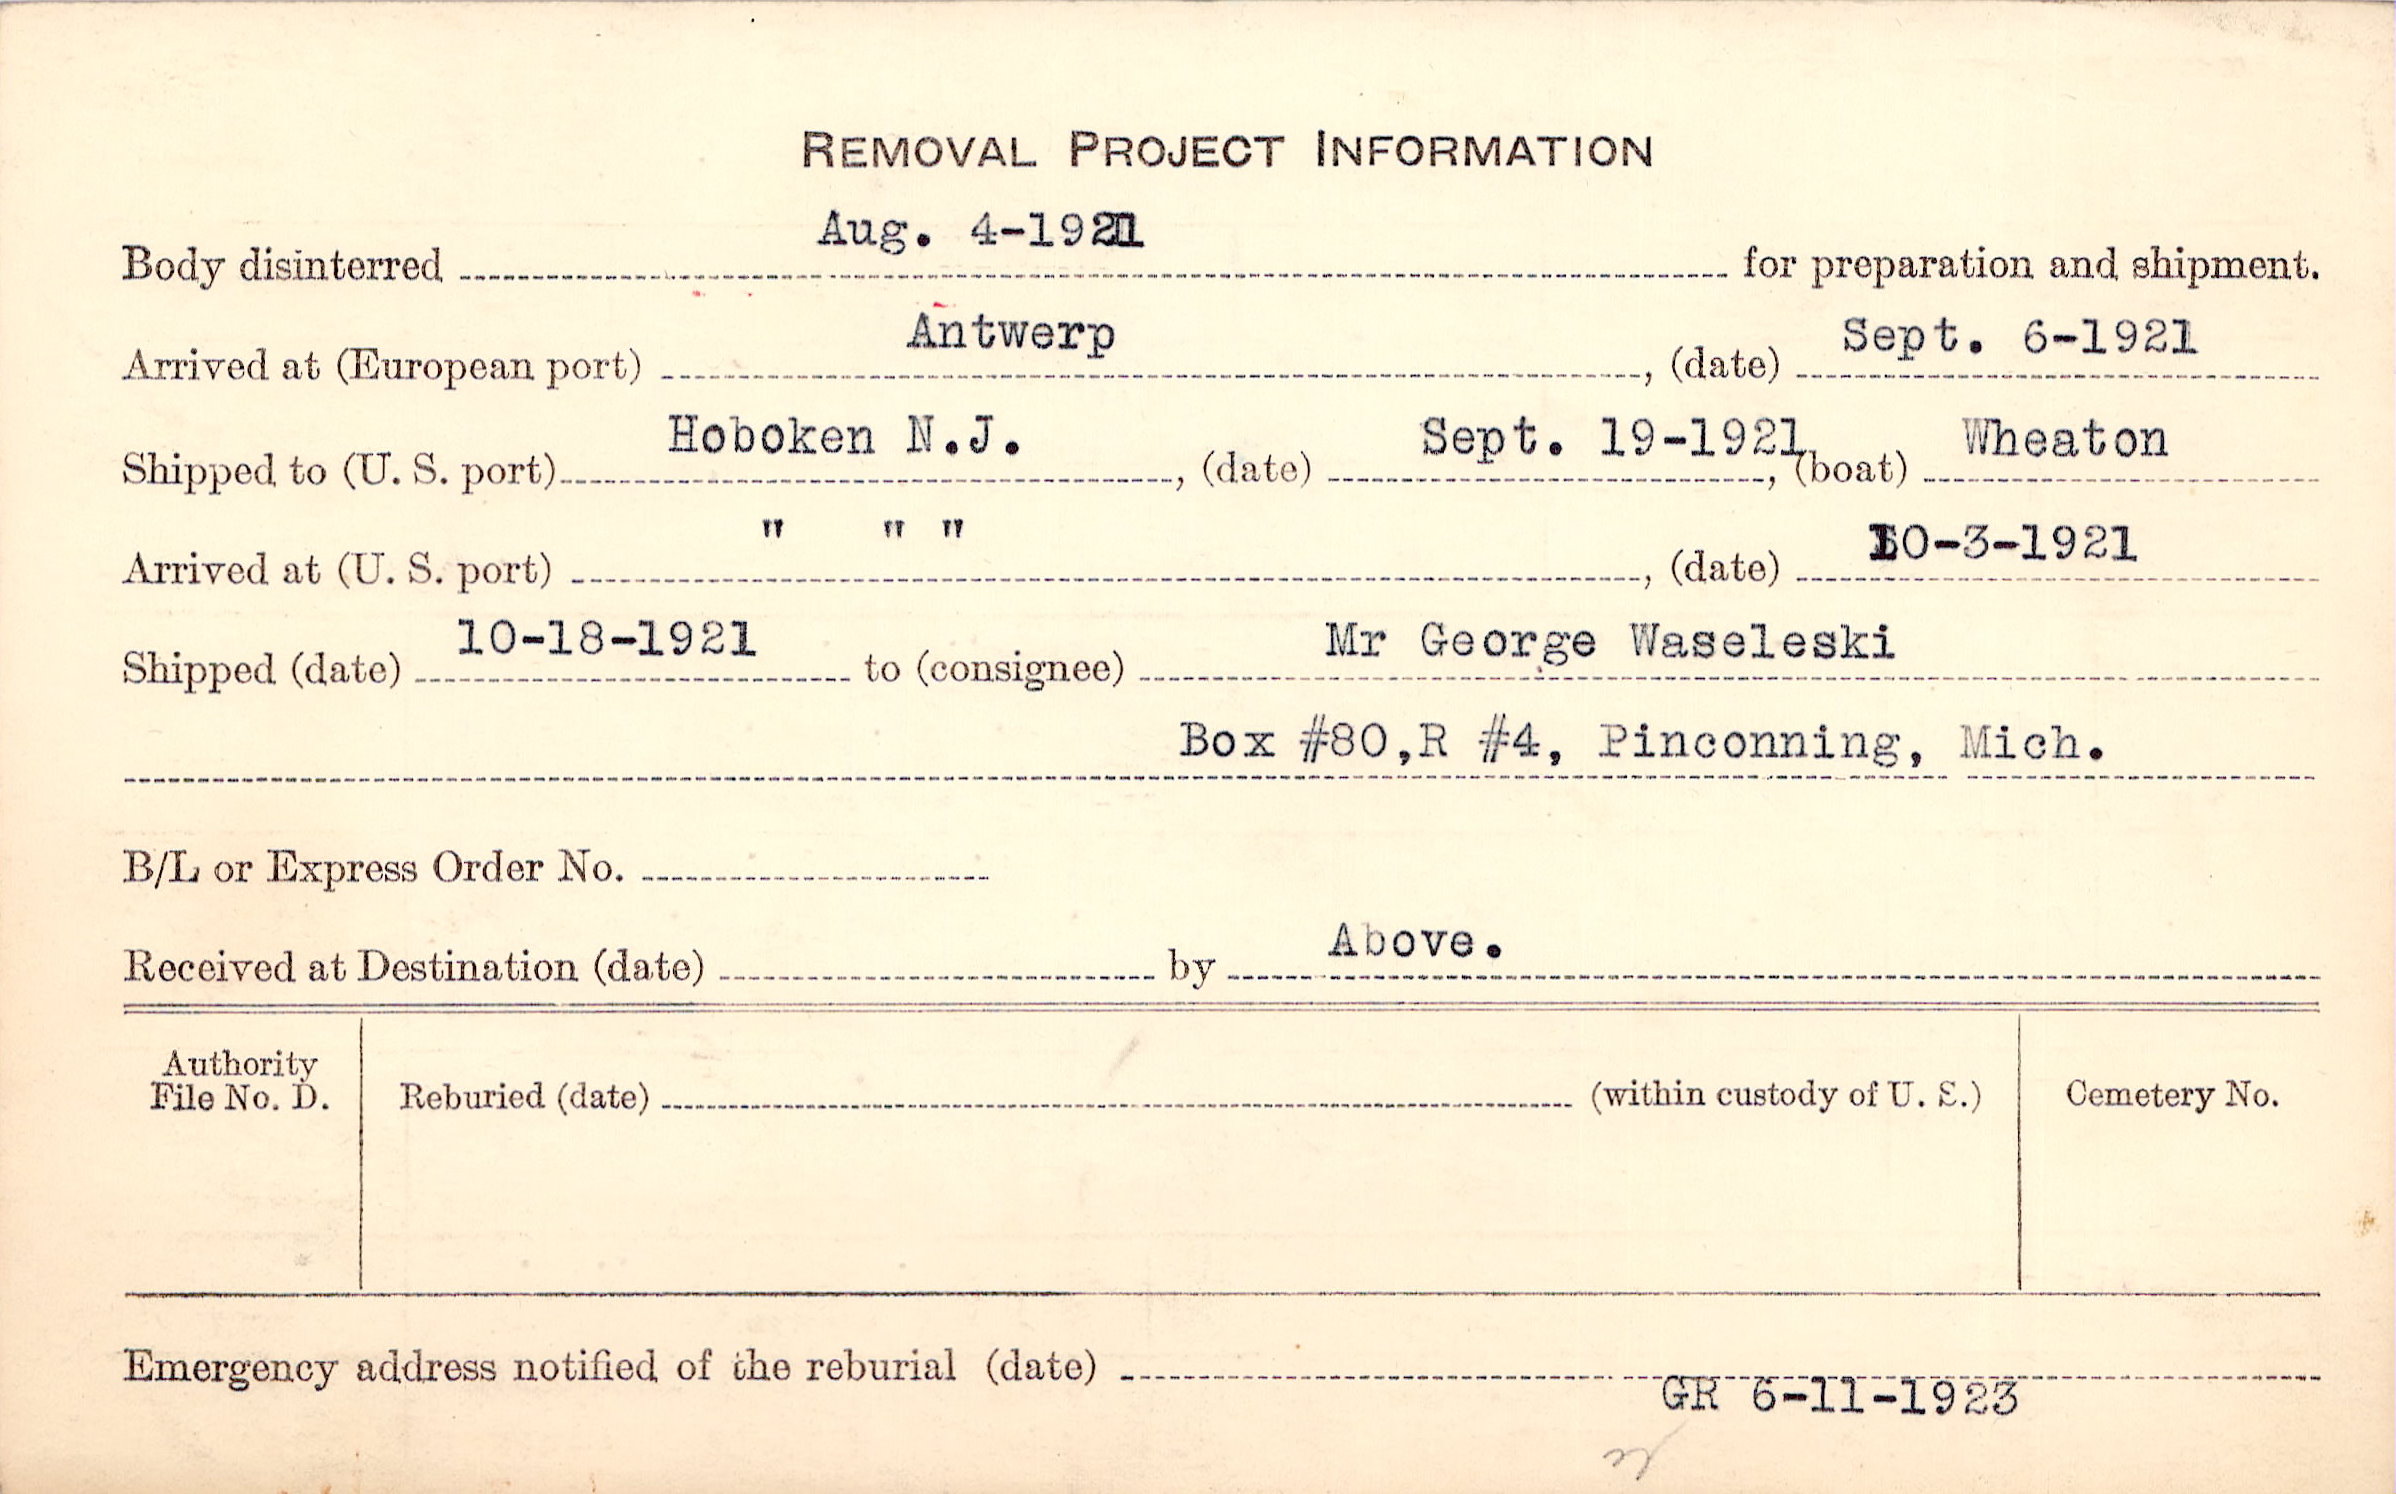 REMOVAL PROJECT INFORMATION
Body disinterred Aug. 4-1921 for preparation and shipment.
Arrived at (European port) Antwerp, (date) Sept. 6-1921
Shipped to (U. S. port) Hoboken N.J., (date) Sept. 19-1921, (boat) Wheaton
Arrived at (U. S. port) " " ", (date) 10-3-1921
Shipped (date) 10-18-1921 to (consignee) Mr George Waseleski
Box #80,R #4, Pinconning, Mich.
B/L or Express Order No.
Received at Destination (date) by Above.
Authority File No. D.
Reburied (date) (within custody of U. S.)
Cemetery No.
Emergency address notified of the reburial (date)
GR 6-11-1923